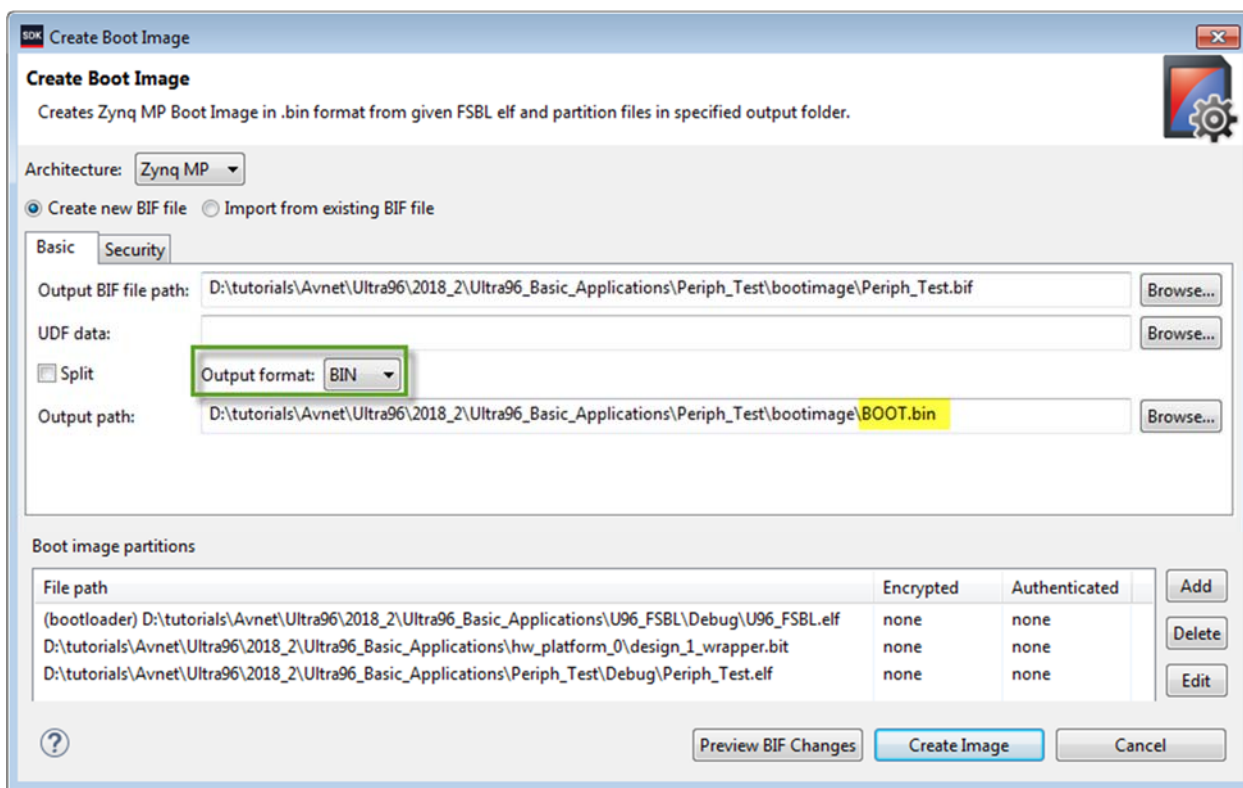 SDK Create Boot Image
Create Boot Image
Creates Zynq MP Boot Image in .bin format from given FSBL elf and partition files in specified output folder.
Architecture: Zynq MP
Create new BIF file Import from existing BIF file
Basic Security
Output BIF file path: D:\tutorials\Avnet\Ultra96\2018_2\Ultra96_Basic_Applications\Periph_Test\bootimage\Periph_Test.bif Browse...
UDF data: Browse...
Split Output format: BIN
Output path: D:\tutorials\Avnet\Ultra96\2018_2\Ultra96_Basic_Applications\Periph_Test\bootimage\BOOT.bin Browse...
Boot image partitions
File path Encrypted Authenticated Add
(bootloader) D:\tutorials\Avnet\Ultra96\2018_2\Ultra96_Basic_Applications\U96_FSBL\Debug\U96_FSBL.elf none none
D:\tutorials\Avnet\Ultra96\2018_2\Ultra96_Basic_Applications\hw_platform_0\design_1_wrapper.bit none none Delete
D:\tutorials\Avnet\Ultra96\2018_2\Ultra96_Basic_Applications\Periph_Test\Debug\Periph_Test.elf none none Edit
? Preview BIF Changes Create Image Cancel